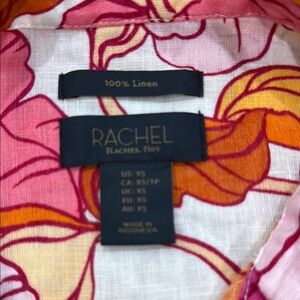 100% Linen
RACHEL
RACHEL ROY
US: XS
CA: XS/TP
UK: XS
EU: XS
AU: XS
MADE IN
INDONESIA